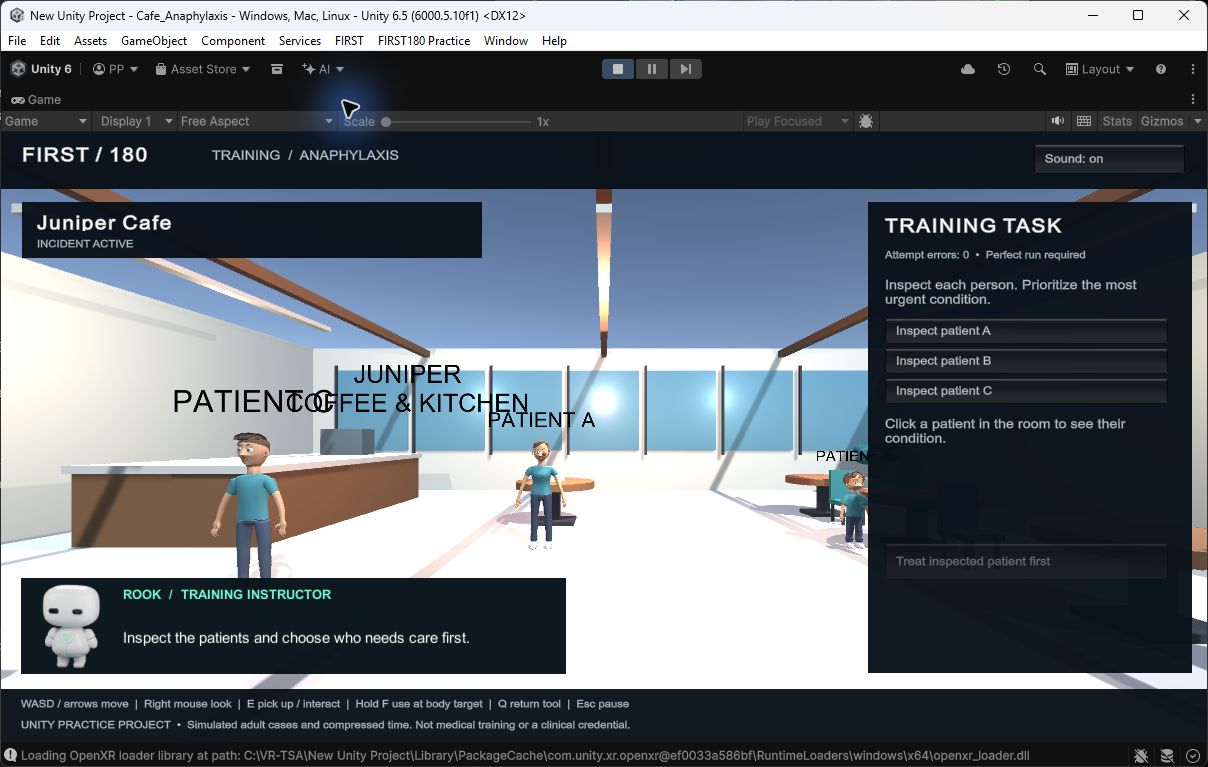 New Unity Project - Cafe_Anaphylaxis - Windows, Mac, Linux - Unity 6.5 (6000.5.10f1) <DX12>
File Edit Assets GameObject Component Services FIRST FIRST180 Practice Window Help
Unity 6 PP Asset Store AI Layout
Game
Game Display 1 Free Aspect Scale 1x Play Focused Stats Gizmos
FIRST / 180 TRAINING / ANAPHYLAXIS Sound: on
Juniper Cafe
INCIDENT ACTIVE
TRAINING TASK
Attempt errors: 0 • Perfect run required
Inspect each person. Prioritize the most
urgent condition.
Inspect patient A
Inspect patient B
Inspect patient C
Click a patient in the room to see their
condition.
Treat inspected patient first
JUNIPER
COFFEE & KITCHEN
PATIENT C
PATIENT A
PATIEN
ROOK / TRAINING INSTRUCTOR
Inspect the patients and choose who needs care first.
WASD / arrows move | Right mouse look | E pick up / interact | Hold F use at body target | Q return tool | Esc pause
UNITY PRACTICE PROJECT • Simulated adult cases and compressed time. Not medical training or a clinical credential.
Loading OpenXR loader library at path: C:\VR-TSA\New Unity Project\Library\PackageCache\com.unity.xr.openxr@ef0033a586bf\RuntimeLoaders\windows\x64\openxr_loader.dll